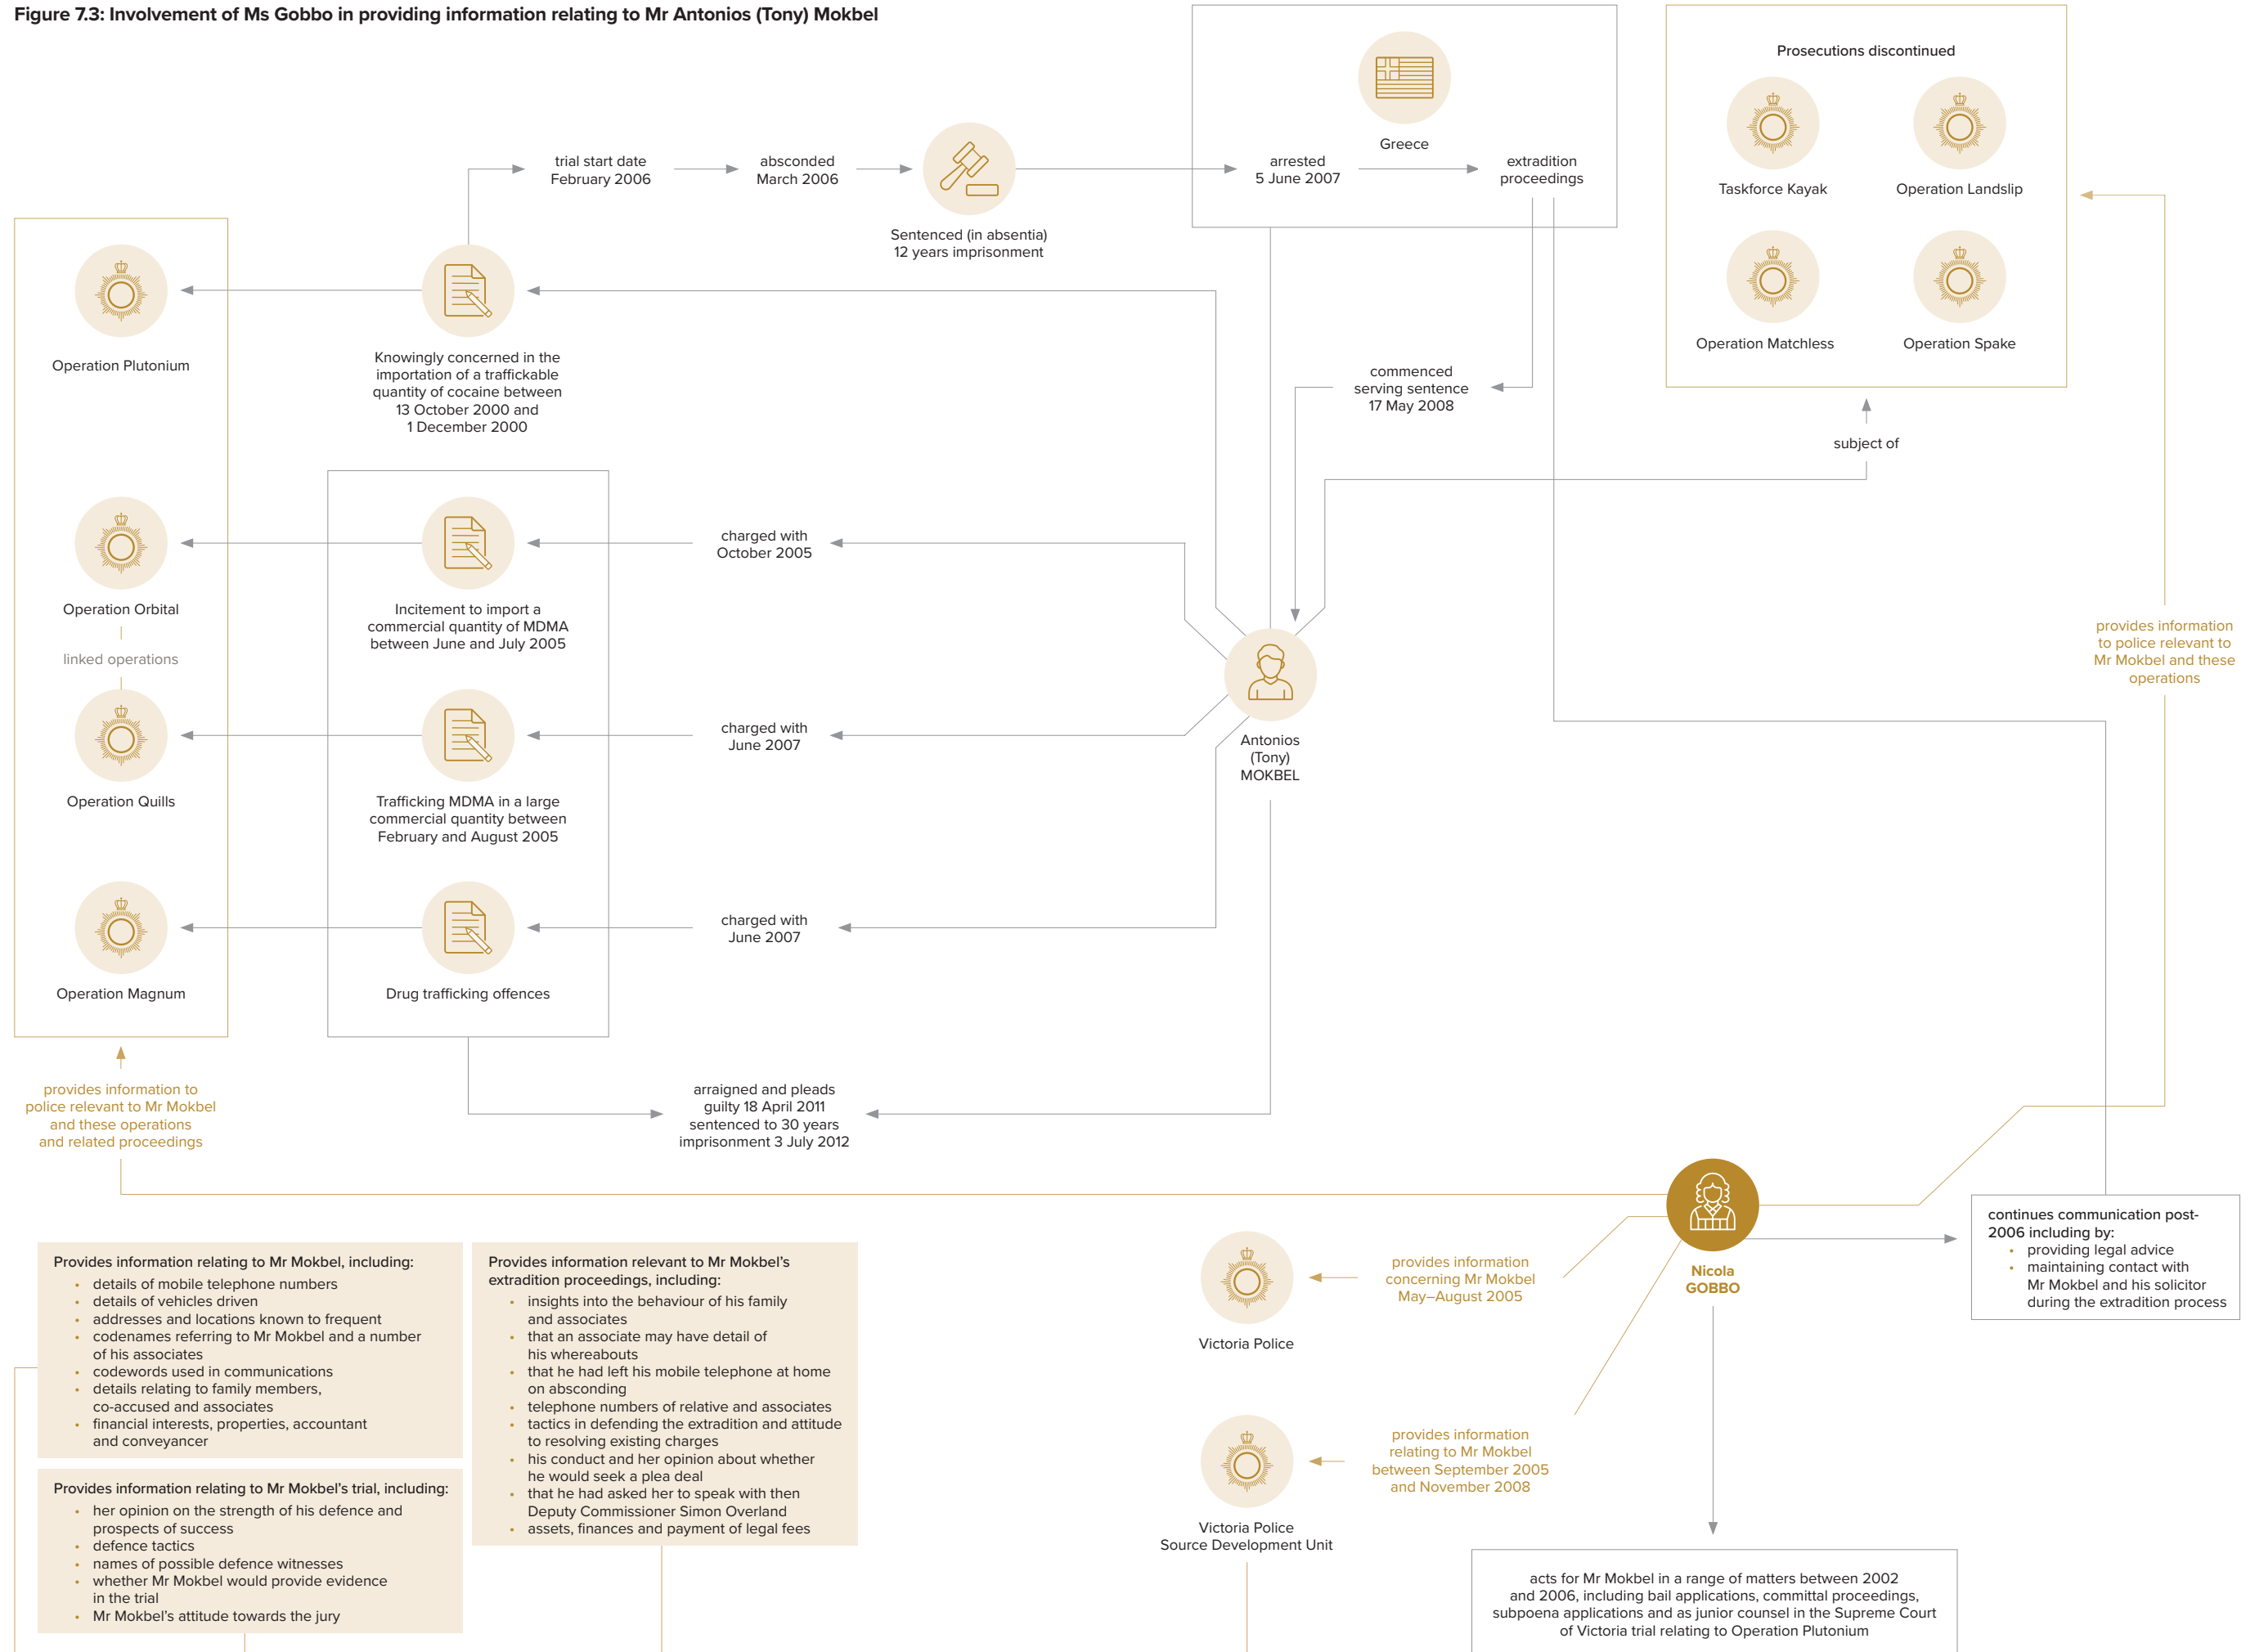 Figure 7.3: Involvement of Ms Gobbo in providing information relating to Mr Antonios (Tony) Mokbel
Greece
arrested
5 June 2007
extradition
proceedings
Prosecutions discontinued
Taskforce Kayak
Operation Landslip
Operation Matchless
Operation Spake
trial start date
February 2006
absconded
March 2006
Sentenced (in absentia)
12 years imprisonment
Operation Plutonium
Knowingly concerned in the
importation of a traffickable
quantity of cocaine between
13 October 2000 and
1 December 2000
commenced
serving sentence
17 May 2008
subject of
Operation Orbital
linked operations
Incitement to import a
commercial quantity of MDMA
between June and July 2005
charged with
October 2005
provides information
to police relevant to
Mr Mokbel and these
operations
Operation Quills
Trafficking MDMA in a large
commercial quantity between
February and August 2005
charged with
June 2007
Antonios
(Tony)
MOKBEL
Operation Magnum
Drug trafficking offences
charged with
June 2007
provides information to
police relevant to Mr Mokbel
and these operations
and related proceedings
arraigned and pleads
guilty 18 April 2011
sentenced to 30 years
imprisonment 3 July 2012
Provides information relating to Mr Mokbel, including:
• details of mobile telephone numbers
• details of vehicles driven
• addresses and locations known to frequent
• codenames referring to Mr Mokbel and a number
of his associates
• codewords used in communications
• details relating to family members,
co-accused and associates
• financial interests, properties, accountant
and conveyancer
Provides information relating to Mr Mokbel's trial, including:
• her opinion on the strength of his defence and
prospects of success
• defence tactics
• names of possible defence witnesses
• whether Mr Mokbel would provide evidence
in the trial
• Mr Mokbel's attitude towards the jury
Provides information relevant to Mr Mokbel's
extradition proceedings, including:
• insights into the behaviour of his family
and associates
• that an associate may have detail of
his whereabouts
• that he had left his mobile telephone at home
on absconding
• telephone numbers of relative and associates
• tactics in defending the extradition and attitude
to resolving existing charges
• his conduct and her opinion about whether
he would seek a plea deal
• that he had asked her to speak with then
Deputy Commissioner Simon Overland
• assets, finances and payment of legal fees
Victoria Police
provides information
concerning Mr Mokbel
May–August 2005
Nicola
GOBBO
continues communication post-
2006 including by:
• providing legal advice
• maintaining contact with
Mr Mokbel and his solicitor
during the extradition process
Victoria Police
Source Development Unit
provides information
relating to Mr Mokbel
between September 2005
and November 2008
acts for Mr Mokbel in a range of matters between 2002
and 2006, including bail applications, committal proceedings,
subpoena applications and as junior counsel in the Supreme Court
of Victoria trial relating to Operation Plutonium